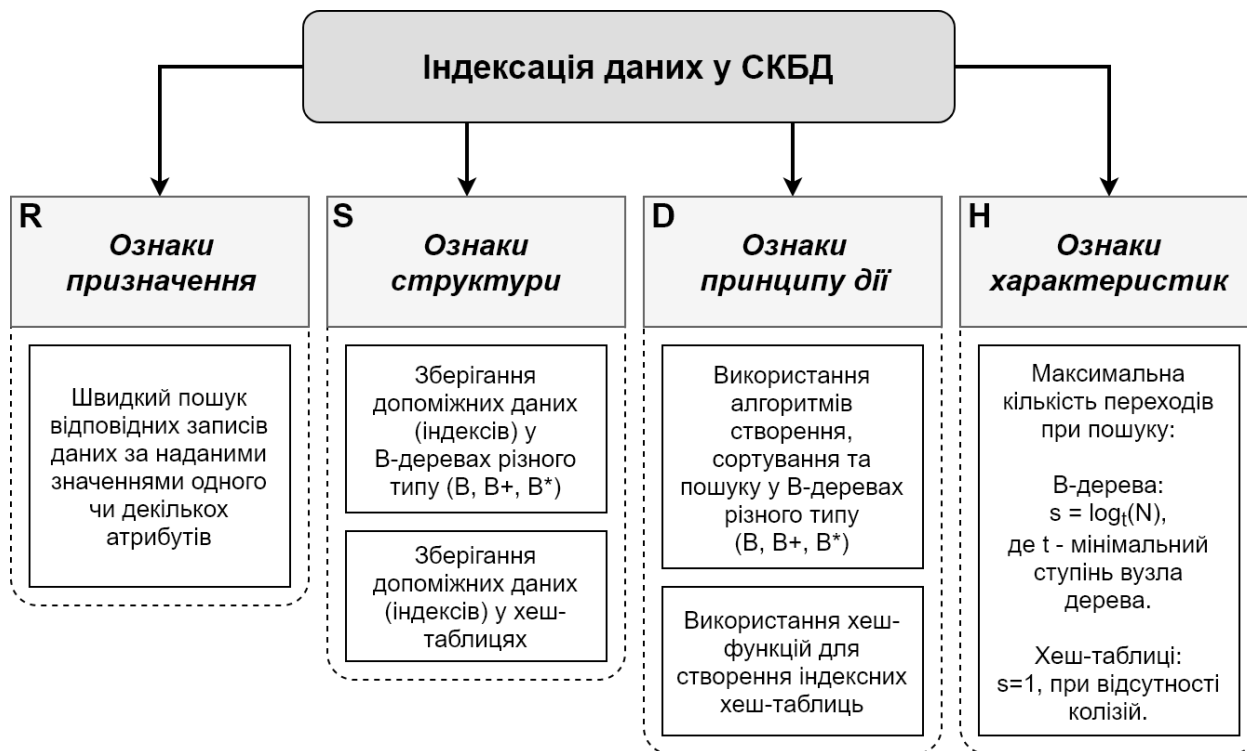 Індексація даних у СКБД
R
Ознаки
призначення
Швидкий пошук
відповідних записів
даних за наданими
значеннями одного
чи декількох
атрибутів
S
Ознаки
структури
Зберігання
допоміжних даних
(індексів) у
В-деревах різного
типу (B, B+, B*)
Зберігання
допоміжних даних
(індексів) у хеш-
таблицях
D
Ознаки
принципу дії
Використання
алгоритмів
створення,
сортування та
пошуку у В-деревах
різного типу
(B, B+, B*)
Використання хеш-
функцій для
створення індексних
хеш-таблиць
H
Ознаки
характеристик
Максимальна
кількість переходів
при пошуку:
В-дерева:
s = logₜ(N),
де t - мінімальний
ступінь вузла
дерева.
Хеш-таблиці:
s=1, при відсутності
колізій.